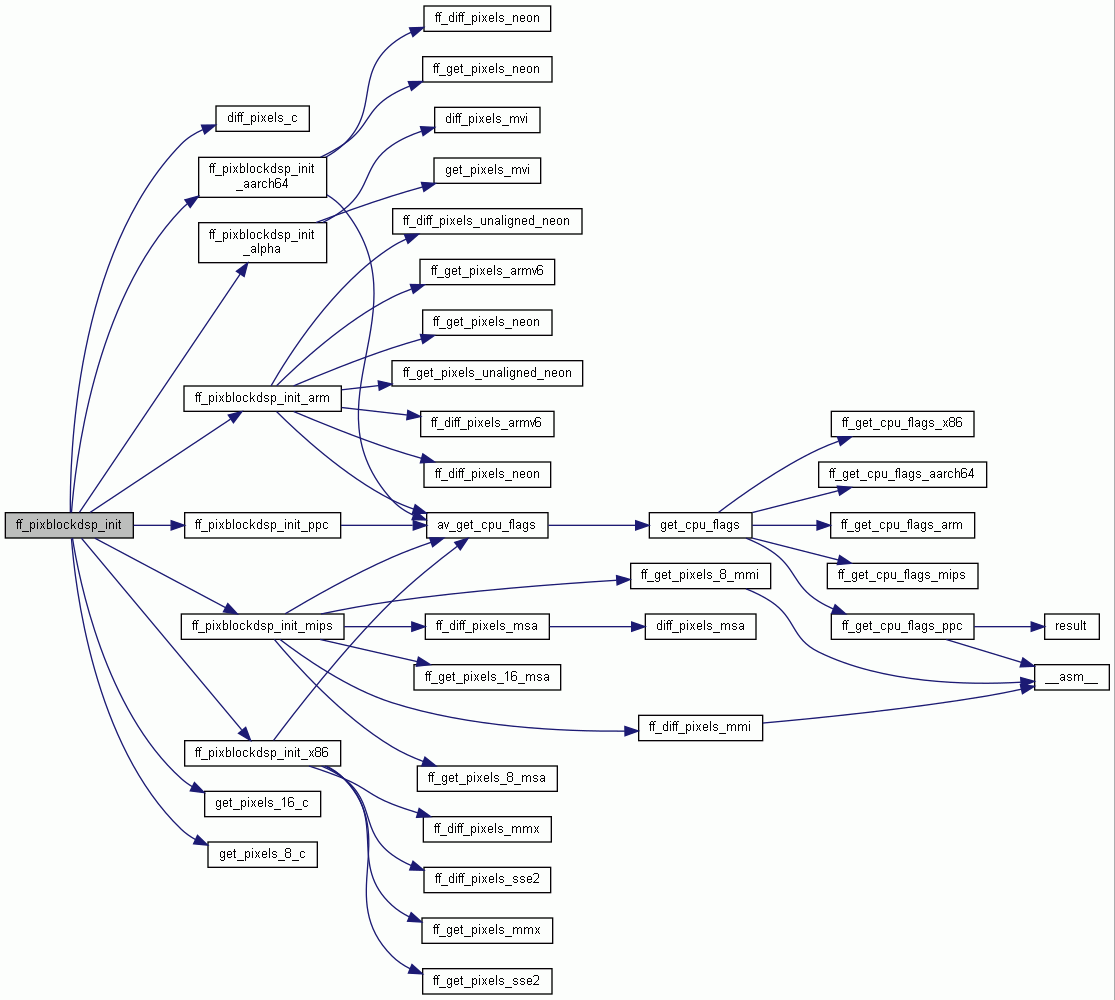 ff_diff_pixels_neon
ff_get_pixels_neon
diff_pixels_c
diff_pixels_mvi
ff_pixblockdsp_init
_aarch64
get_pixels_mvi
ff_diff_pixels_unaligned_neon
ff_pixblockdsp_init
_alpha
ff_get_pixels_armv6
ff_get_pixels_neon
ff_get_pixels_unaligned_neon
ff_pixblockdsp_init_arm
ff_diff_pixels_armv6
ff_get_cpu_flags_x86
ff_diff_pixels_neon
ff_get_cpu_flags_aarch64
ff_pixblockdsp_init
ff_pixblockdsp_init_ppc
av_get_cpu_flags
get_cpu_flags
ff_get_cpu_flags_arm
ff_get_pixels_8_mmi
ff_get_cpu_flags_mips
ff_pixblockdsp_init_mips
ff_diff_pixels_msa
diff_pixels_msa
ff_get_cpu_flags_ppc
result
ff_get_pixels_16_msa
__asm__
ff_diff_pixels_mmi
ff_pixblockdsp_init_x86
ff_get_pixels_8_msa
get_pixels_16_c
ff_diff_pixels_mmx
get_pixels_8_c
ff_diff_pixels_sse2
ff_get_pixels_mmx
ff_get_pixels_sse2